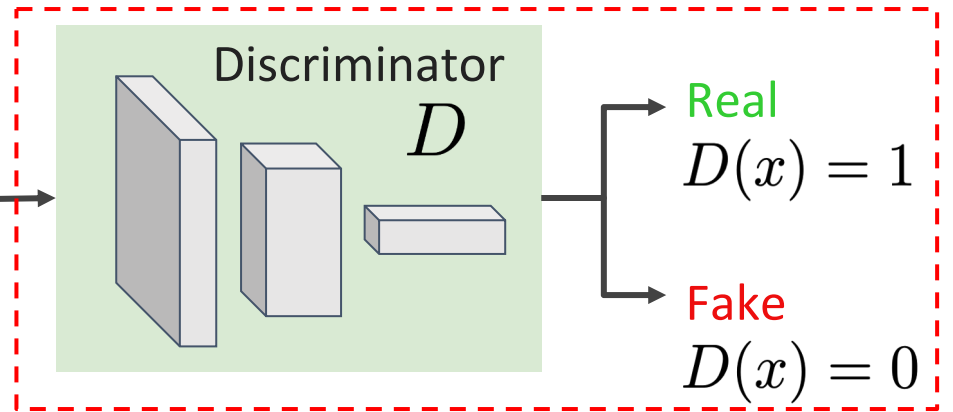 Discriminator
D
Real
D(x) = 1
Fake
D(x) = 0